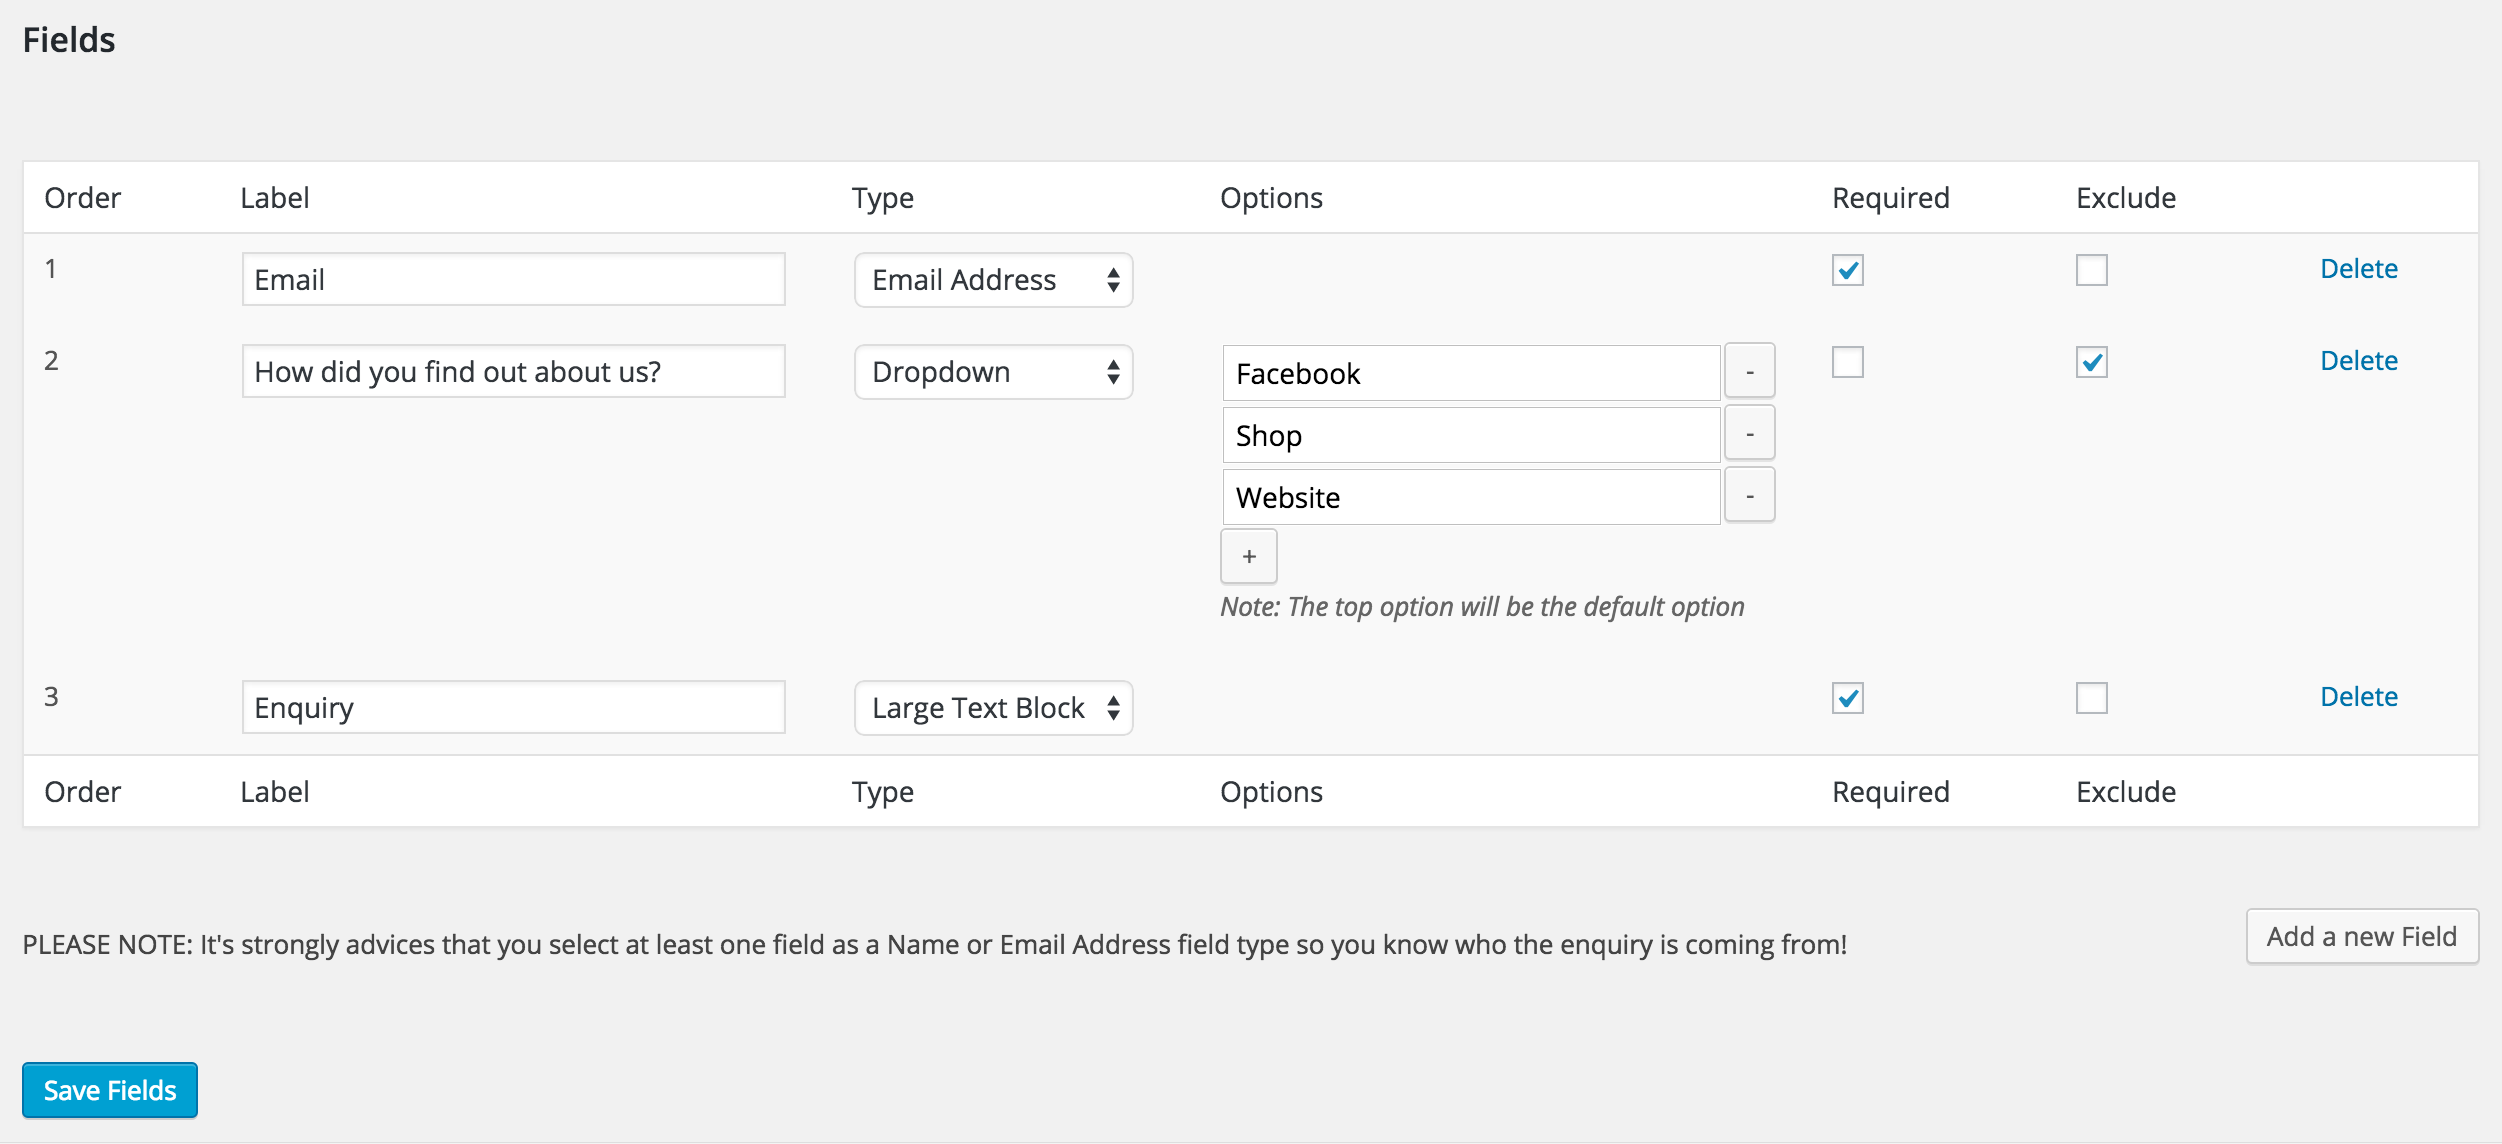 Fields
Order Label Type Options Required Exclude
1 Email Email Address Delete
2 How did you find out about us? Dropdown Facebook - Delete
Shop -
Website -
+
Note: The top option will be the default option
3 Enquiry Large Text Block Delete
Order Label Type Options Required Exclude
PLEASE NOTE: It's strongly advices that you select at least one field as a Name or Email Address field type so you know who the enquiry is coming from! Add a new Field
Save Fields